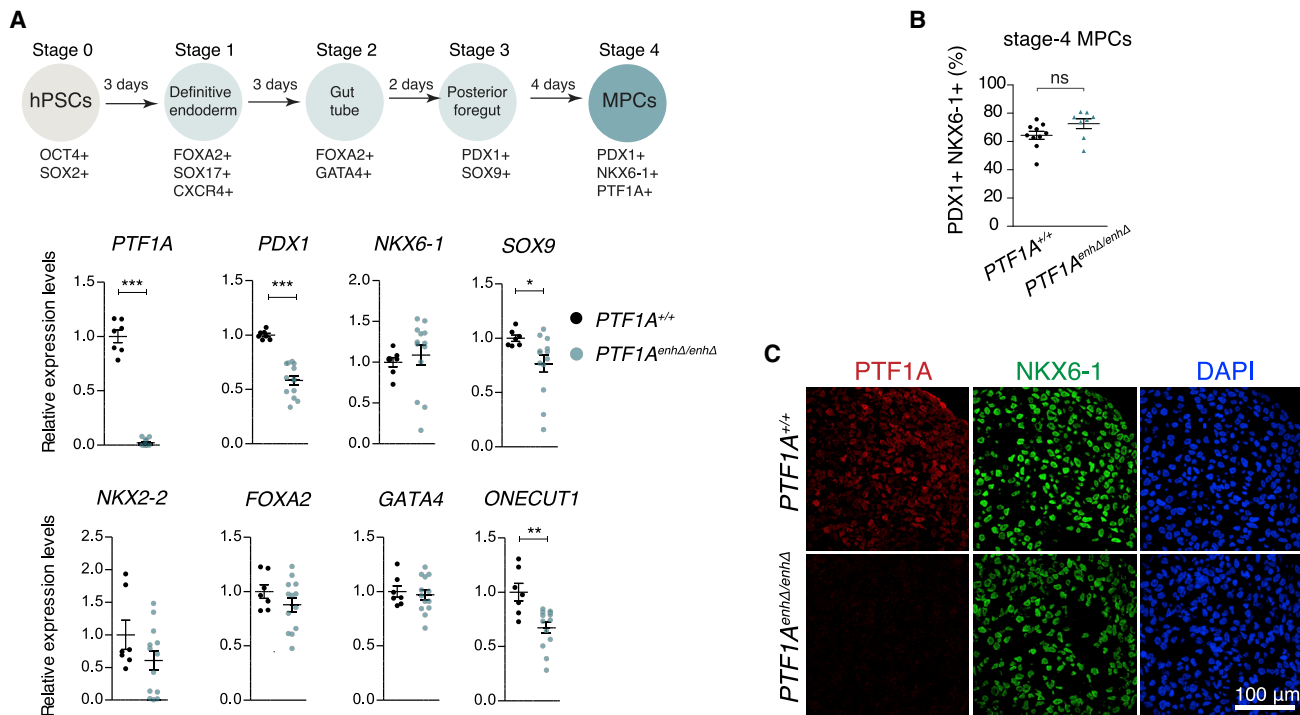 A
Stage 0 Stage 1 Stage 2 Stage 3 Stage 4
hPSCs 3 days Definitive endoderm 3 days Gut tube 2 days Posterior foregut 4 days MPCs
OCT4+ FOXA2+ FOXA2+ PDX1+ PDX1+
SOX2+ SOX17+ GATA4+ SOX9+ NKX6-1+
CXCR4+ PTF1A+
Relative expression levels
PTF1A
1.5
1.0
0.5
0.0
***
PDX1
1.5
1.0
0.5
0.0
***
NKX6-1
2.0
1.5
1.0
0.5
0.0
SOX9
1.5
1.0
0.5
0.0
*
PTF1A+/+
PTF1AenhΔ/enhΔ
Relative expression levels
NKX2-2
2.5
2.0
1.5
1.0
0.5
0.0
FOXA2
1.5
1.0
0.5
0.0
GATA4
1.5
1.0
0.5
0.0
ONECUT1
1.5
1.0
0.5
0.0
**
B
stage-4 MPCs
PDX1+ NKX6-1+ (%)
100
80
60
40
20
0
ns
PTF1A+/+
PTF1AenhΔ/enhΔ
C
PTF1A NKX6-1 DAPI
PTF1A+/+
PTF1AenhΔ/enhΔ
100 µm